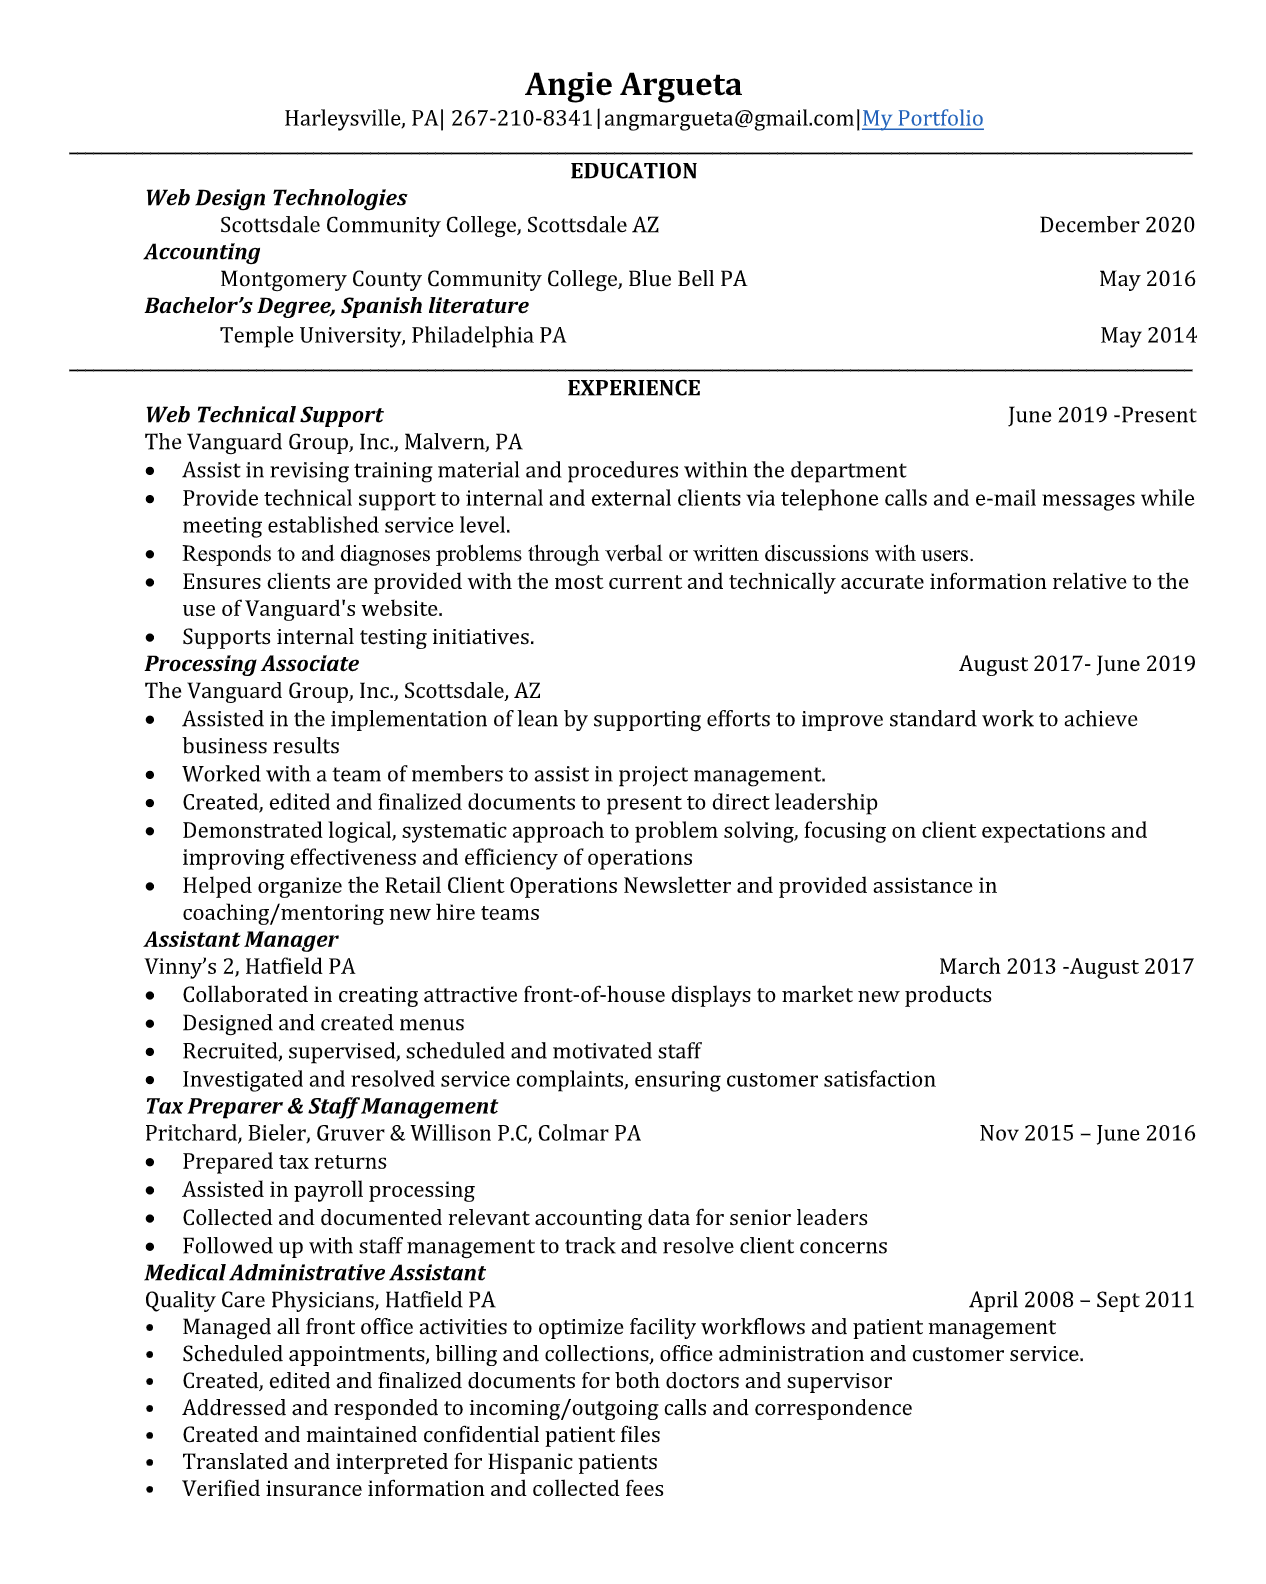 Angie Argueta
Harleysville, PA| 267-210-8341|angmargueta@gmail.com|My Portfolio
EDUCATION
Web Design Technologies
Scottsdale Community College, Scottsdale AZ December 2020
Accounting
Montgomery County Community College, Blue Bell PA May 2016
Bachelor’s Degree, Spanish literature
Temple University, Philadelphia PA May 2014
EXPERIENCE
Web Technical Support June 2019 -Present
The Vanguard Group, Inc., Malvern, PA
• Assist in revising training material and procedures within the department
• Provide technical support to internal and external clients via telephone calls and e-mail messages while
meeting established service level.
• Responds to and diagnoses problems through verbal or written discussions with users.
• Ensures clients are provided with the most current and technically accurate information relative to the
use of Vanguard's website.
• Supports internal testing initiatives.
Processing Associate August 2017- June 2019
The Vanguard Group, Inc., Scottsdale, AZ
• Assisted in the implementation of lean by supporting efforts to improve standard work to achieve
business results
• Worked with a team of members to assist in project management.
• Created, edited and finalized documents to present to direct leadership
• Demonstrated logical, systematic approach to problem solving, focusing on client expectations and
improving effectiveness and efficiency of operations
• Helped organize the Retail Client Operations Newsletter and provided assistance in
coaching/mentoring new hire teams
Assistant Manager
Vinny’s 2, Hatfield PA March 2013 -August 2017
• Collaborated in creating attractive front-of-house displays to market new products
• Designed and created menus
• Recruited, supervised, scheduled and motivated staff
• Investigated and resolved service complaints, ensuring customer satisfaction
Tax Preparer & Staff Management
Pritchard, Bieler, Gruver & Willison P.C, Colmar PA Nov 2015 – June 2016
• Prepared tax returns
• Assisted in payroll processing
• Collected and documented relevant accounting data for senior leaders
• Followed up with staff management to track and resolve client concerns
Medical Administrative Assistant
Quality Care Physicians, Hatfield PA April 2008 – Sept 2011
• Managed all front office activities to optimize facility workflows and patient management
• Scheduled appointments, billing and collections, office administration and customer service.
• Created, edited and finalized documents for both doctors and supervisor
• Addressed and responded to incoming/outgoing calls and correspondence
• Created and maintained confidential patient files
• Translated and interpreted for Hispanic patients
• Verified insurance information and collected fees